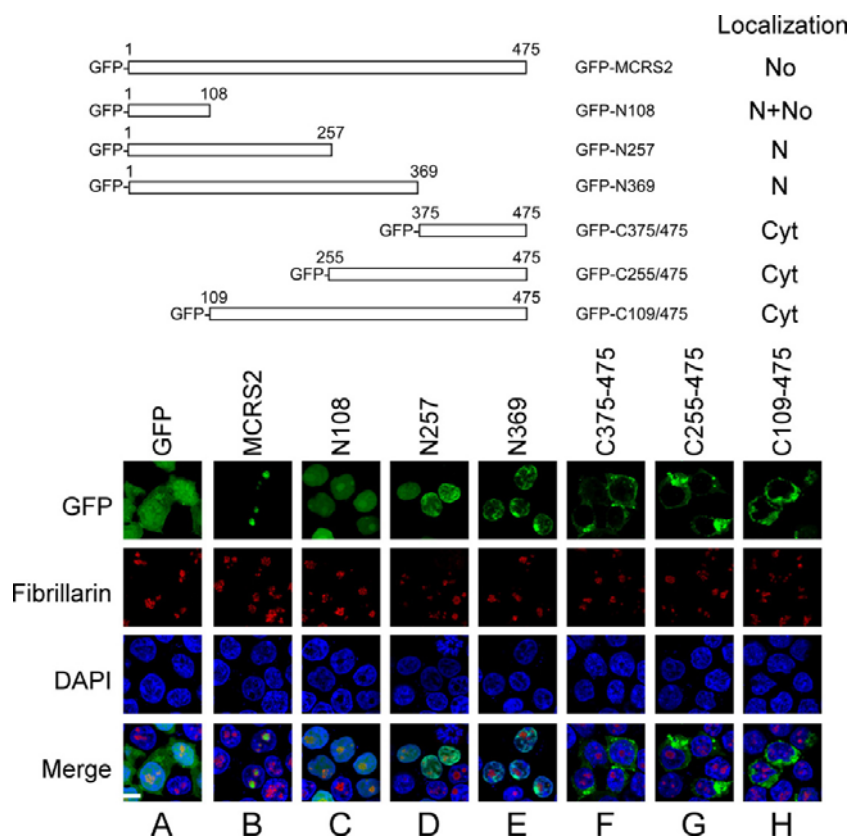 Localization
1 475
GFP- GFP-MCRS2 No
1 108
GFP- GFP-N108 N+No
1 257
GFP- GFP-N257 N
1 369
GFP- GFP-N369 N
375 475
GFP- GFP-C375/475 Cyt
255 475
GFP- GFP-C255/475 Cyt
109 475
GFP- GFP-C109/475 Cyt
GFP MCRS2 N108 N257 N369 C375-475 C255-475 C109-475
GFP
Fibrillarin
DAPI
Merge
A B C D E F G H